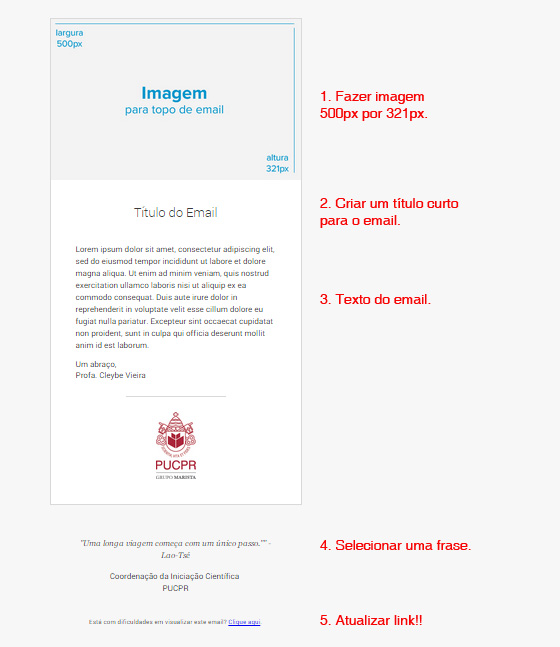 largura
500px
Imagem
para topo de email
altura
321px
1. Fazer imagem
500px por 321px.
Título do Email
2. Criar um título curto
para o email.
Lorem ipsum dolor sit amet, consectetur adipiscing elit,
sed do eiusmod tempor incididunt ut labore et dolore
magna aliqua. Ut enim ad minim veniam, quis nostrud
exercitation ullamco laboris nisi ut aliquip ex ea
commodo consequat. Duis aute irure dolor in
reprehenderit in voluptate velit esse cillum dolore eu
fugiat nulla pariatur. Excepteur sint occaecat cupidatat
non proident, sunt in culpa qui officia deserunt mollit
anim id est laborum.
3. Texto do email.
Um abraço,
Profa. Cleybe Vieira
PUCPR
GRUPO MARISTA
"Uma longa viagem começa com um único passo."" -
Lao-Tsé
4. Selecionar uma frase.
Coordenação da Iniciação Científica
PUCPR
Está com dificuldades em visualizar este email? Clique aqui.
5. Atualizar link!!